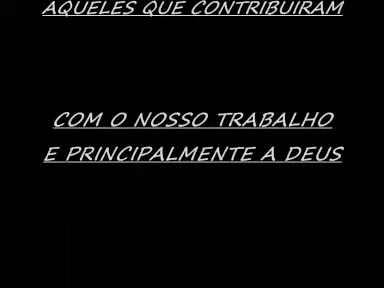 AQUELES QUE CONTRIBUIRAM
COM O NOSSO TRABALHO
E PRINCIPALMENTE A DEUS